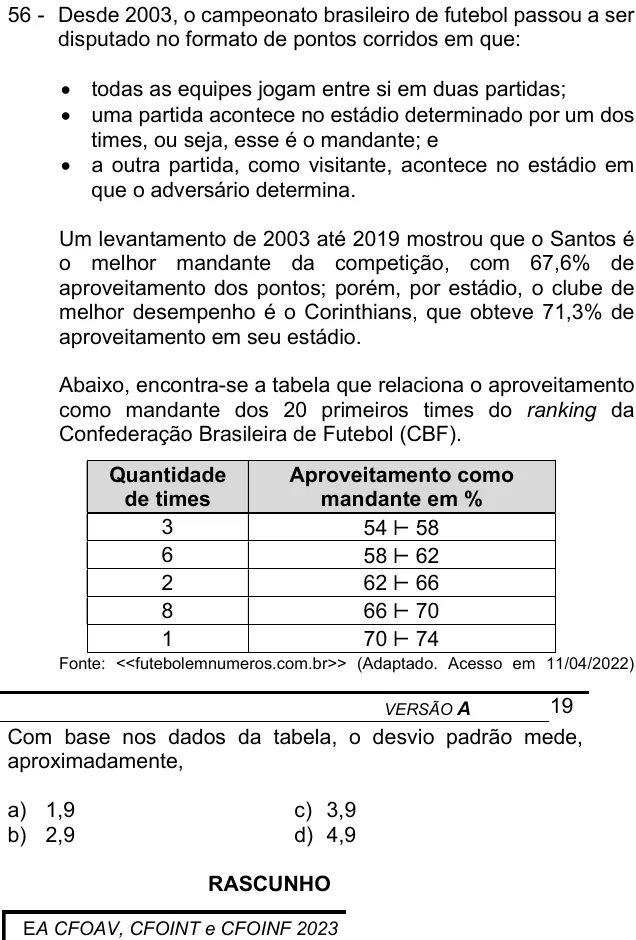 56 - Desde 2003, o campeonato brasileiro de futebol passou a ser
disputado no formato de pontos corridos em que:
• todas as equipes jogam entre si em duas partidas;
• uma partida acontece no estádio determinado por um dos
times, ou seja, esse é o mandante; e
• a outra partida, como visitante, acontece no estádio em
que o adversário determina.
Um levantamento de 2003 até 2019 mostrou que o Santos é
o melhor mandante da competição, com 67,6% de
aproveitamento dos pontos; porém, por estádio, o clube de
melhor desempenho é o Corinthians, que obteve 71,3% de
aproveitamento em seu estádio.
Abaixo, encontra-se a tabela que relaciona o aproveitamento
como mandante dos 20 primeiros times do ranking da
Confederação Brasileira de Futebol (CBF).
Quantidade de times | Aproveitamento como mandante em %
3 | 54 ⊢ 58
6 | 58 ⊢ 62
2 | 62 ⊢ 66
8 | 66 ⊢ 70
1 | 70 ⊢ 74
Fonte: <<futebolemnumeros.com.br>> (Adaptado. Acesso em 11/04/2022)
VERSÃO A 19
Com base nos dados da tabela, o desvio padrão mede,
aproximadamente,
a) 1,9 c) 3,9
b) 2,9 d) 4,9
RASCUNHO
EA CFOAV, CFOINT e CFOINF 2023